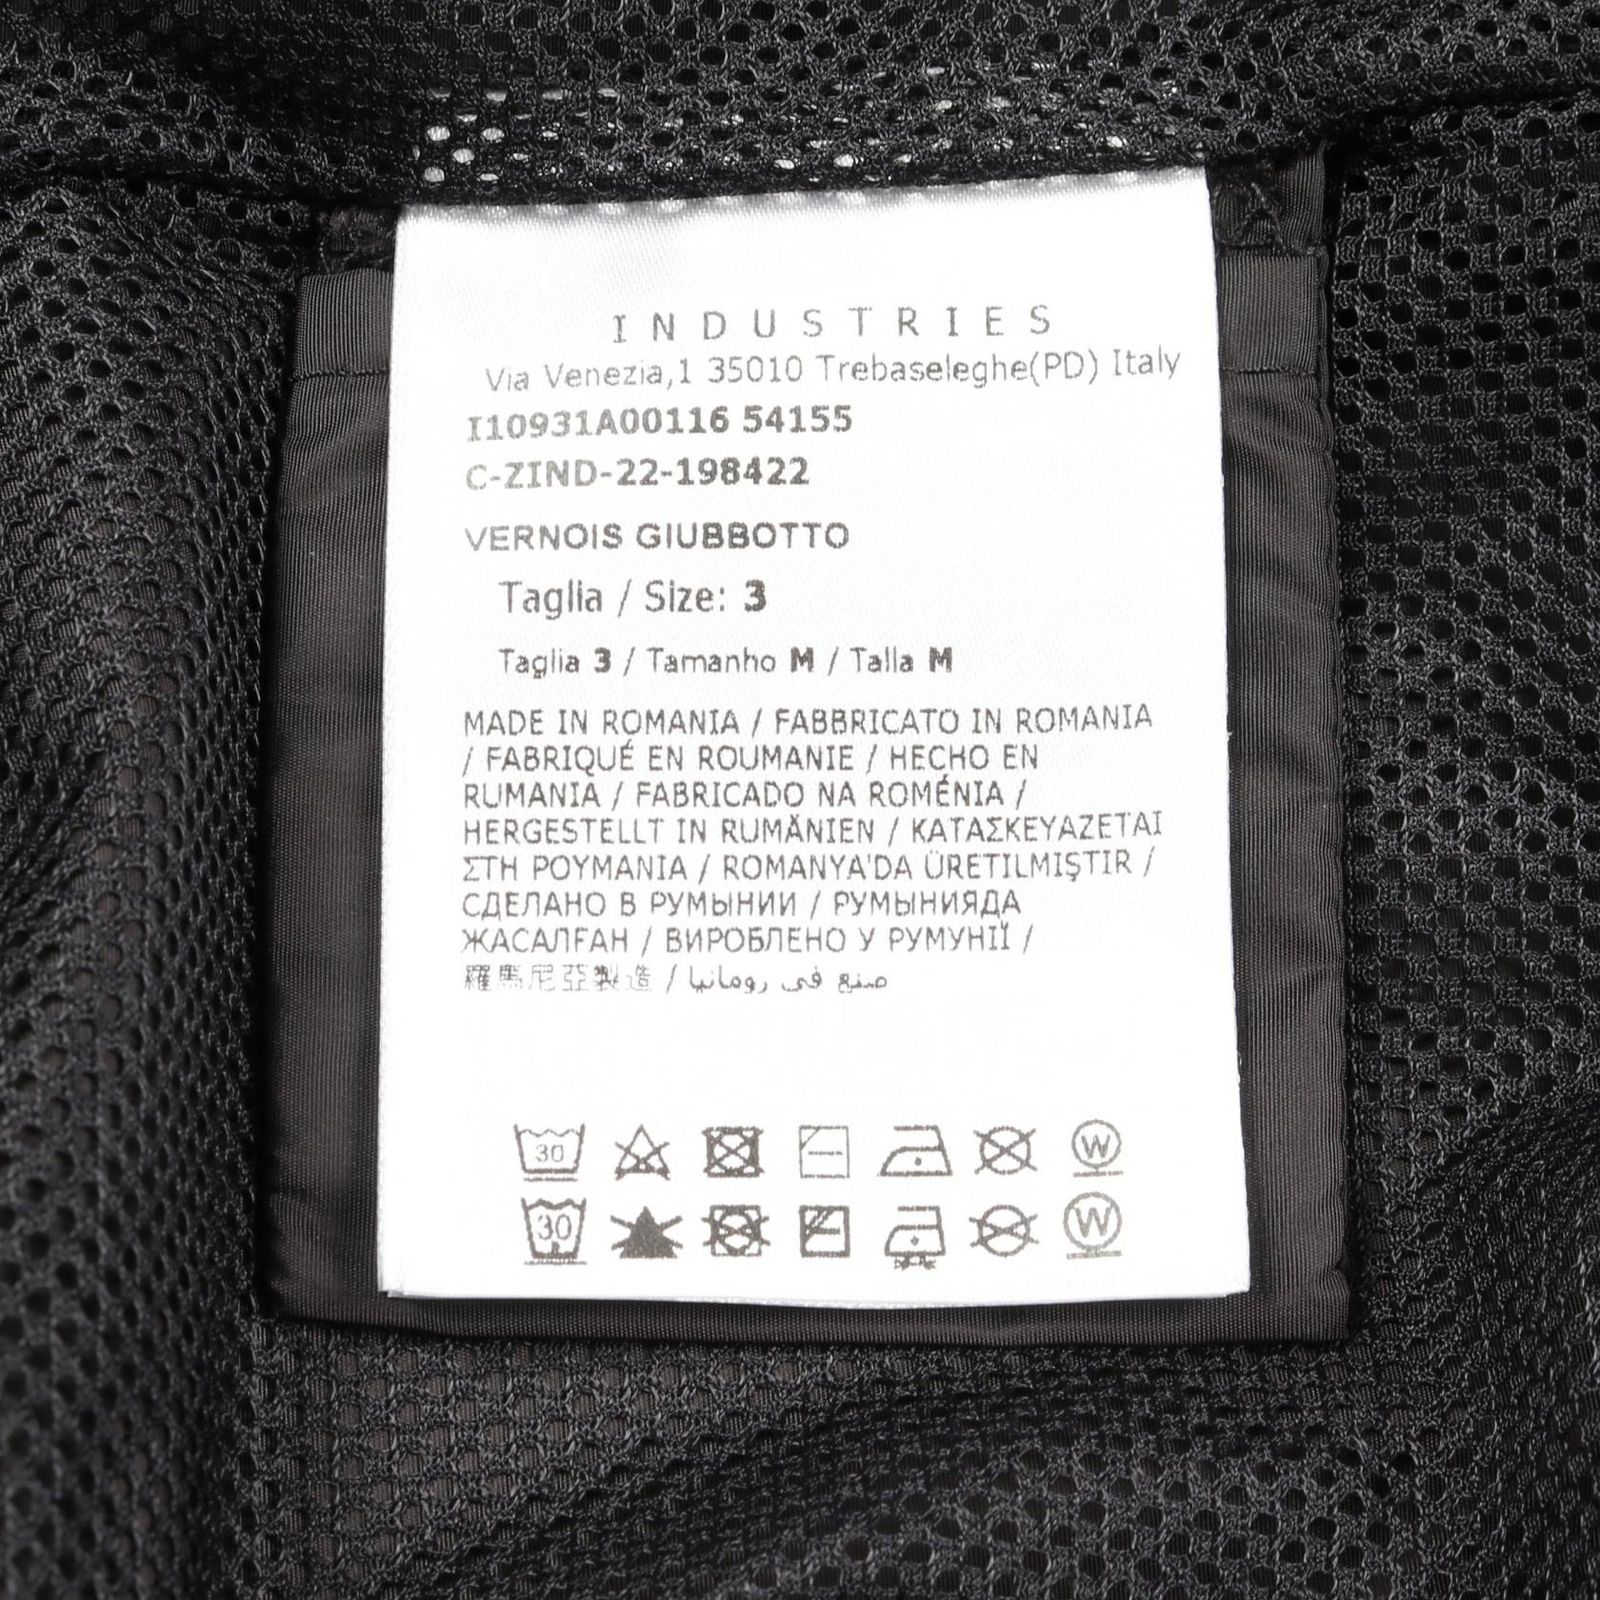 INDUSTRIES
Via Venezia,1 35010 Trebaseleghe(PD) Italy
I10931A00116 54155
C-ZIND-22-198422
VERNOIS GIUBBOTTO
Taglia / Size: 3
Taglia 3 / Tamanho M / Talla M
MADE IN ROMANIA / FABBRICATO IN ROMANIA
/ FABRIQUÉ EN ROUMANIE / HECHO EN
RUMANIA / FABRICADO NA ROMÉNIA /
HERGESTELLT IN RUMÄNIEN / ΚΑΤΑΣΚΕΥΑΖΕΤΑΙ
ΣΤΗ ΡΟΥΜΑΝΙΑ / ROMANYA'DA ÜRETILMIŞTIR /
СДЕЛАНО В РУМЫНИИ / РУМЫНИЯДА
ЖАСАЛҒАН / ВИРОБЛЕНО У РУМУНІЇ /
羅馬尼亞製造 / صنع في رومانيا
30 W
30 W